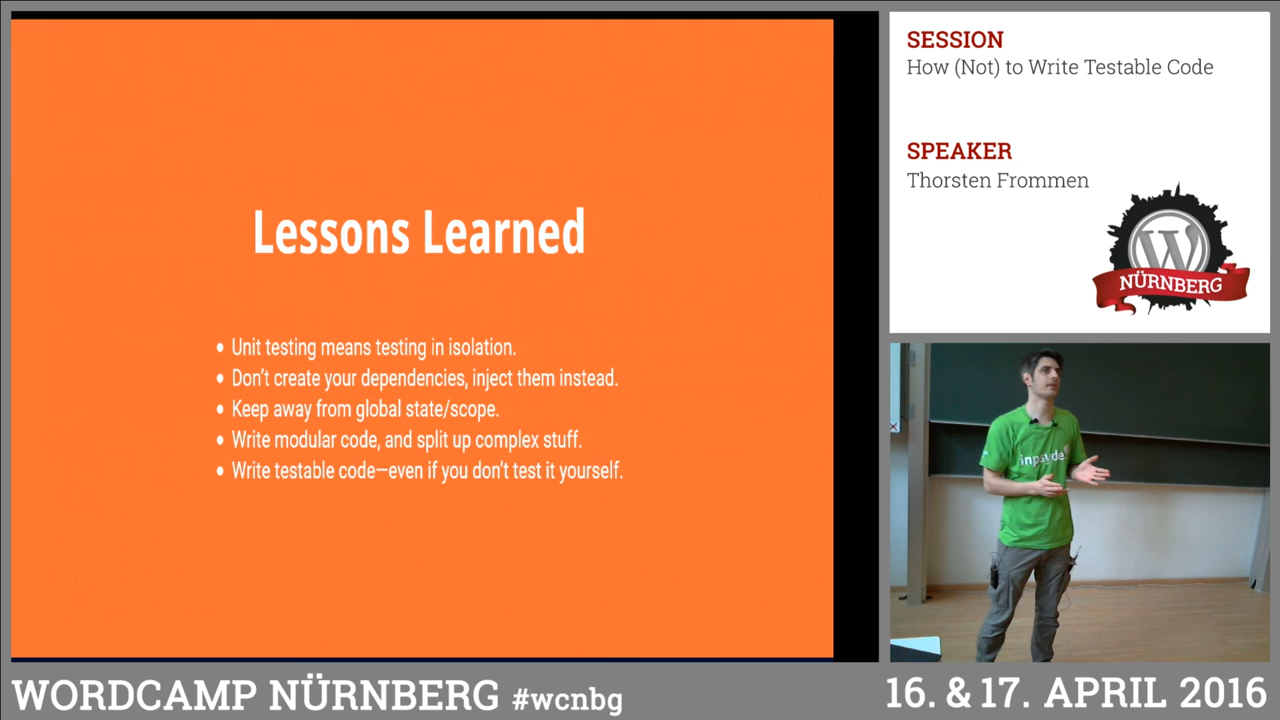 Lessons Learned
• Unit testing means testing in isolation.
• Don't create your dependencies, inject them instead.
• Keep away from global state/scope.
• Write modular code, and split up complex stuff.
• Write testable code—even if you don't test it yourself.
SESSION
How (Not) to Write Testable Code
SPEAKER
Thorsten Frommen
W
NÜRNBERG
inpsyde
WORDCAMP NÜRNBERG #wcnbg
16. & 17. APRIL 2016